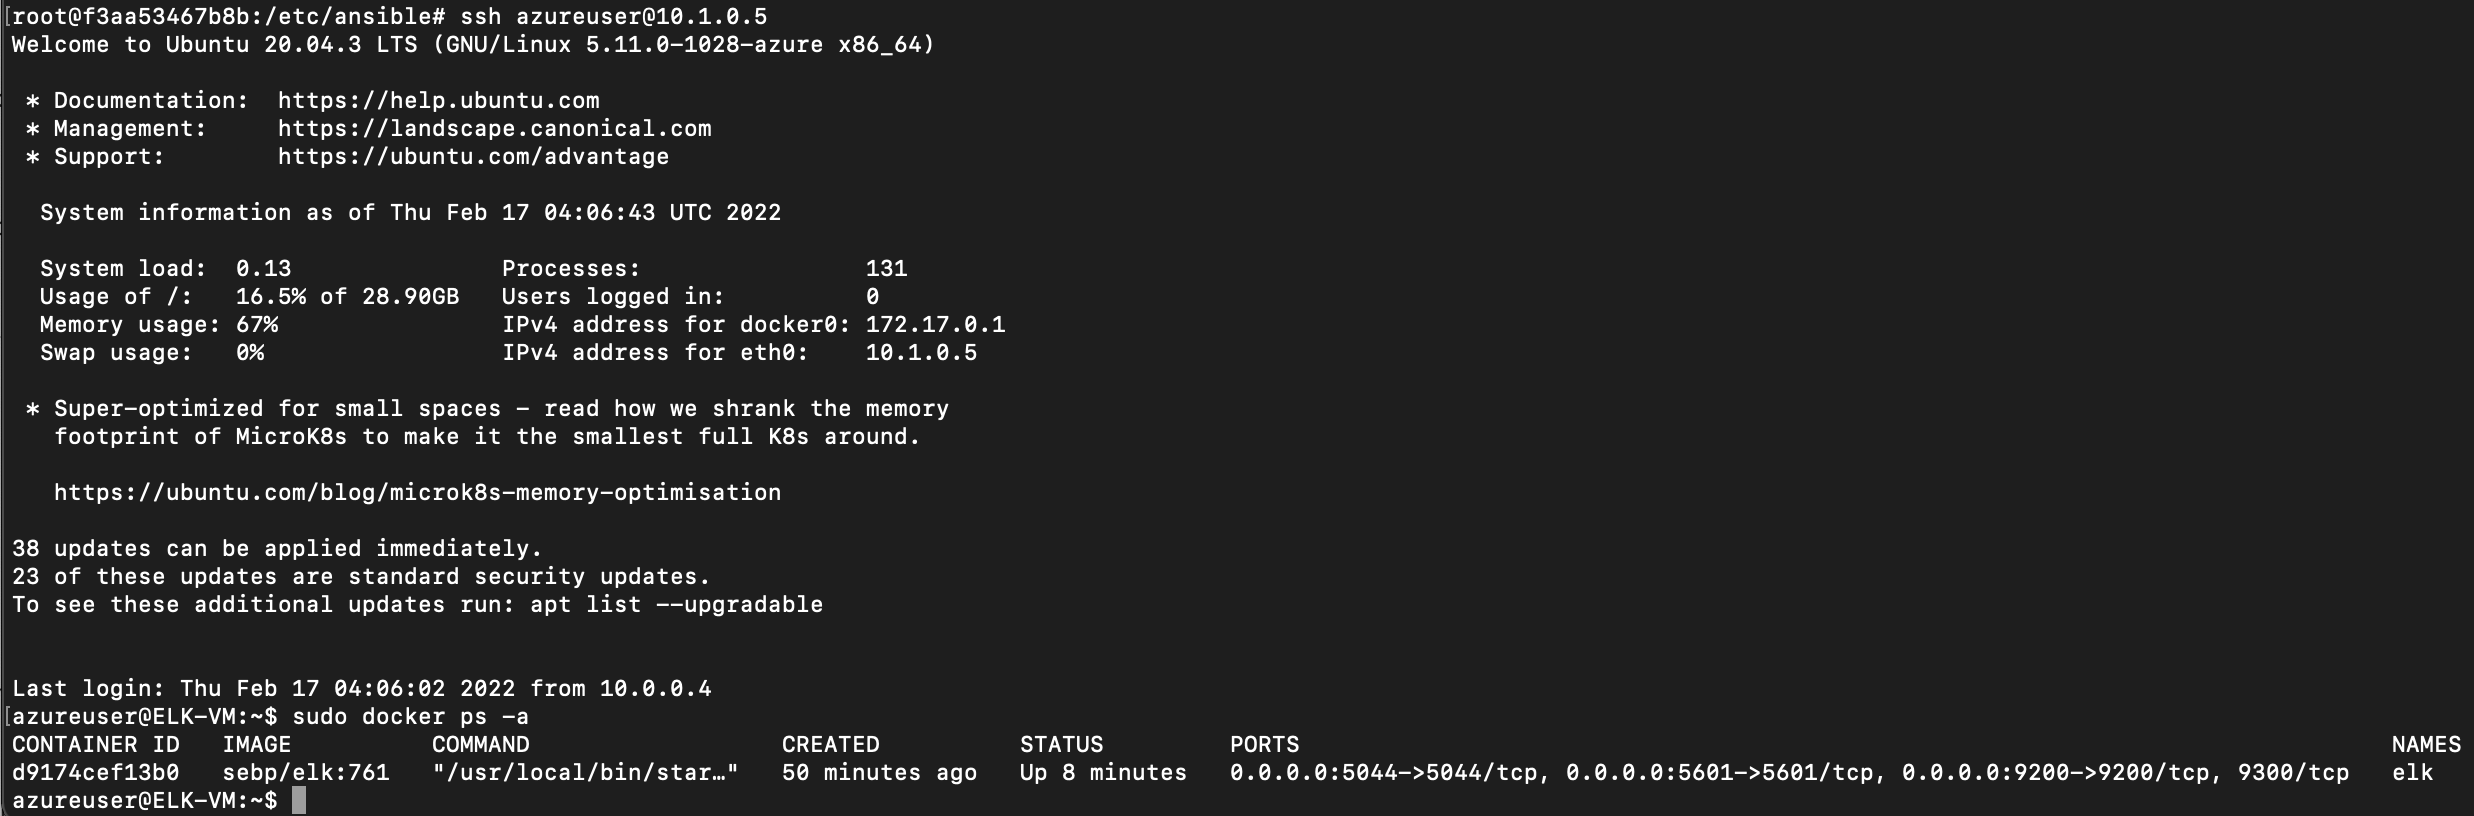 [root@f3aa53467b8b:/etc/ansible# ssh azureuser@10.1.0.5
Welcome to Ubuntu 20.04.3 LTS (GNU/Linux 5.11.0-1028-azure x86_64)
* Documentation:  https://help.ubuntu.com
* Management:     https://landscape.canonical.com
* Support:        https://ubuntu.com/advantage
System information as of Thu Feb 17 04:06:43 UTC 2022
System load:  0.13               Processes:                131
Usage of /:   16.5% of 28.90GB   Users logged in:          0
Memory usage: 67%                IPv4 address for docker0: 172.17.0.1
Swap usage:   0%                 IPv4 address for eth0:    10.1.0.5
* Super-optimized for small spaces - read how we shrank the memory
footprint of MicroK8s to make it the smallest full K8s around.
https://ubuntu.com/blog/microk8s-memory-optimisation
38 updates can be applied immediately.
23 of these updates are standard security updates.
To see these additional updates run: apt list --upgradable
Last login: Thu Feb 17 04:06:02 2022 from 10.0.0.4
[azureuser@ELK-VM:~$ sudo docker ps -a
CONTAINER ID   IMAGE          COMMAND                  CREATED          STATUS         PORTS                                                                              NAMES
d9174cef13b0   sebp/elk:761   "/usr/local/bin/star…"   50 minutes ago   Up 8 minutes   0.0.0.0:5044->5044/tcp, 0.0.0.0:5601->5601/tcp, 0.0.0.0:9200->9200/tcp, 9300/tcp   elk
azureuser@ELK-VM:~$